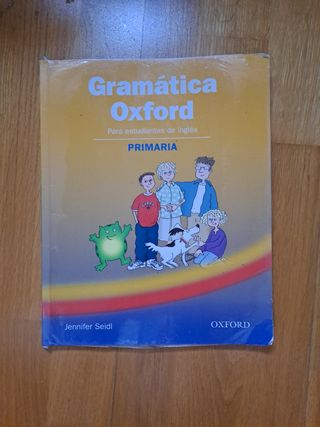 Gramática
Oxford
Para estudiantes de inglés
PRIMARIA
Jennifer Seidl
OXFORD